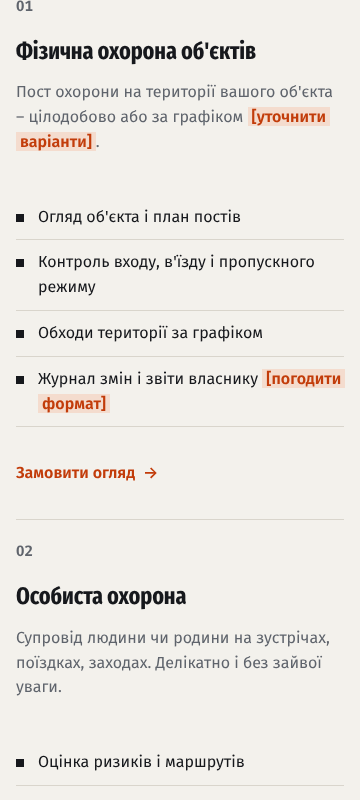 01
Фізична охорона об'єктів
Пост охорони на території вашого об'єкта
– цілодобово або за графіком [уточнити
варіанти].
Огляд об'єкта і план постів
Контроль входу, в'їзду і пропускного
режиму
Обходи території за графіком
Журнал змін і звіти власнику [погодити
формат]
Замовити огляд →
02
Особиста охорона
Супровід людини чи родини на зустрічах,
поїздках, заходах. Делікатно і без зайвої
уваги.
Оцінка ризиків і маршрутів